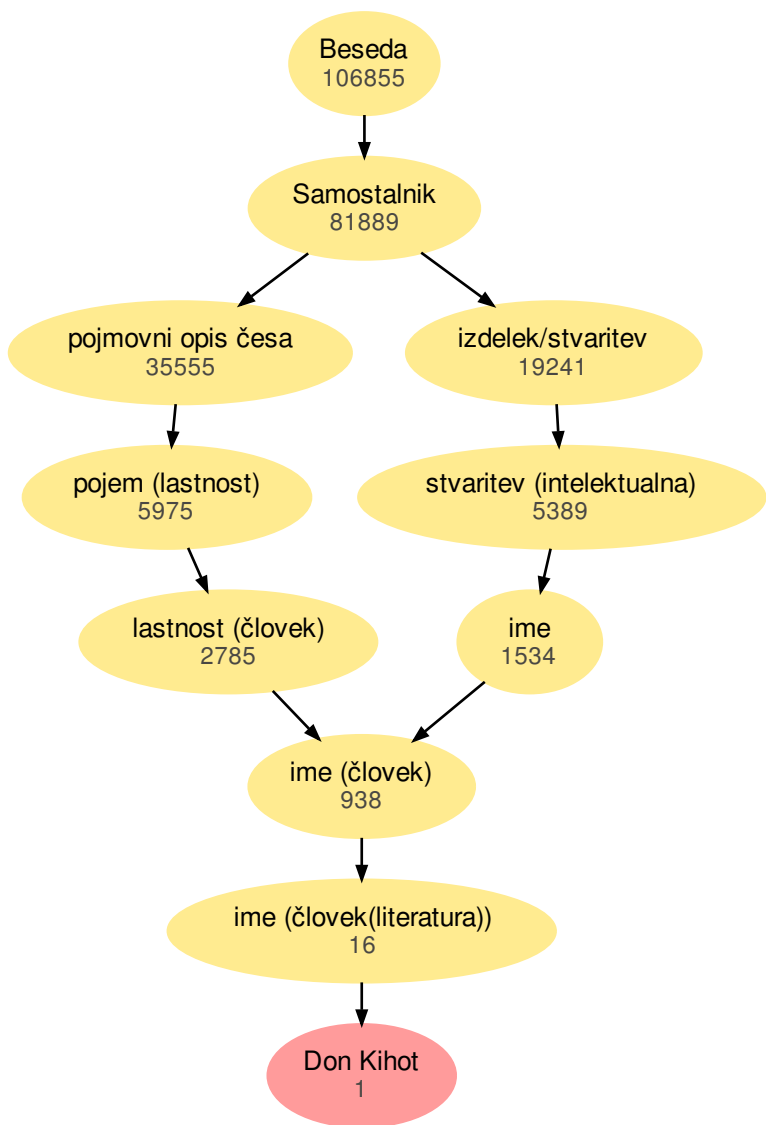 Beseda
106855
Samostalnik
81889
pojmovni opis česa
35555
izdelek/stvaritev
19241
pojem (lastnost)
5975
stvaritev (intelektualna)
5389
lastnost (človek)
2785
ime
1534
ime (človek)
938
ime (človek(literatura))
16
Don Kihot
1